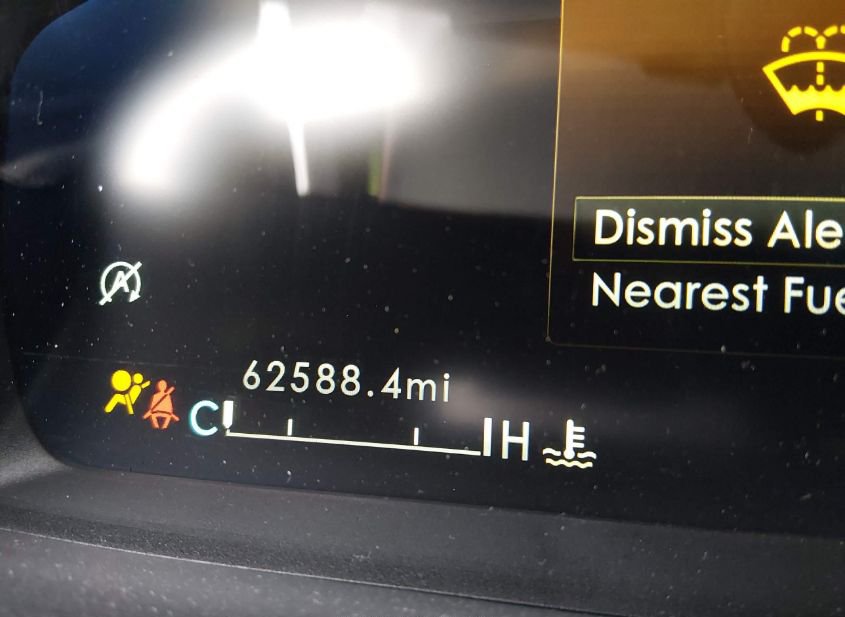 Dismiss Ale
Nearest Fue
A
62588.4mi
C H